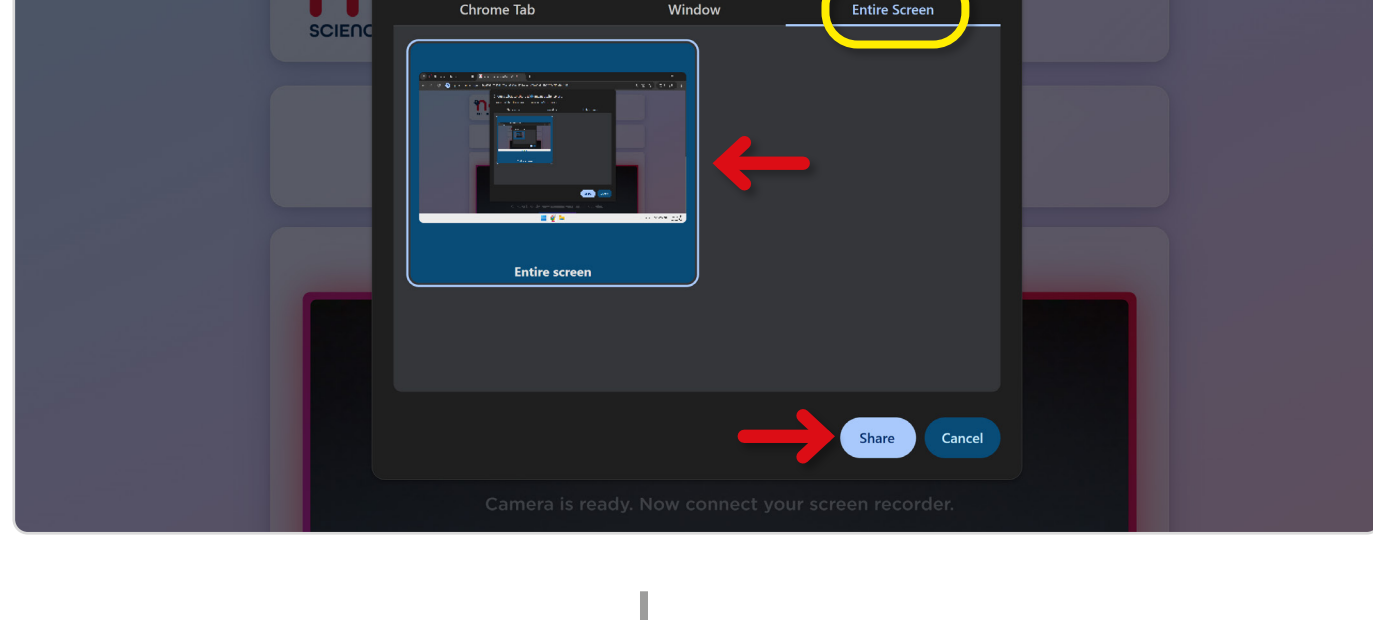 Chrome Tab
Window
Entire Screen
SCIENC
Entire screen
Share
Cancel
Camera is ready. Now connect your screen recorder.